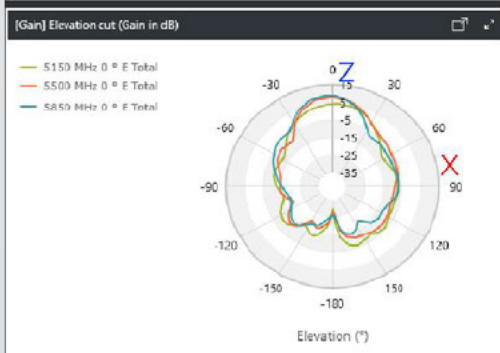 [Gain] Elevation cut (Gain in dB)
5150 MHz 0 ° E Total
5500 MHz 0 ° E Total
5850 MHz 0 ° E Total
0 Z
15
5
-5
-15
-25
-35
-30
30
-60
60
X
-90
90
-120
120
-150
150
-180
Elevation (°)